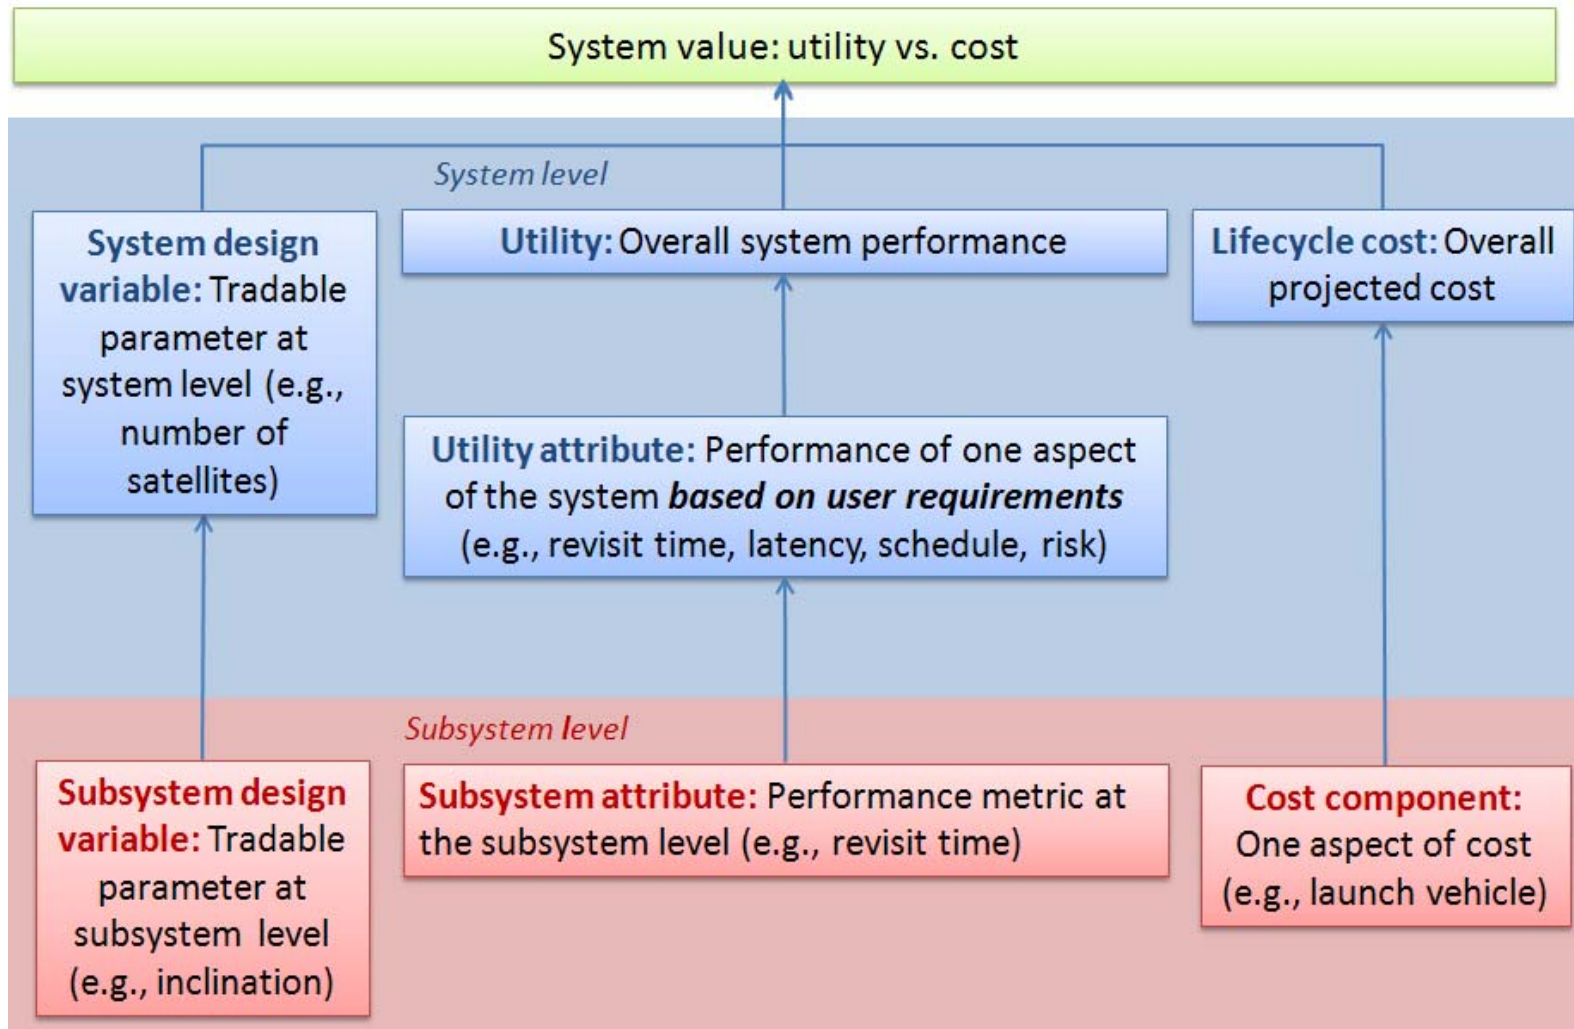 System value: utility vs. cost
System level
System design
variable: Tradable
parameter at
system level (e.g.,
number of
satellites)
Utility: Overall system performance
Lifecycle cost: Overall
projected cost
Utility attribute: Performance of one aspect
of the system based on user requirements
(e.g., revisit time, latency, schedule, risk)
Subsystem level
Subsystem design
variable: Tradable
parameter at
subsystem level
(e.g., inclination)
Subsystem attribute: Performance metric at
the subsystem level (e.g., revisit time)
Cost component:
One aspect of cost
(e.g., launch vehicle)